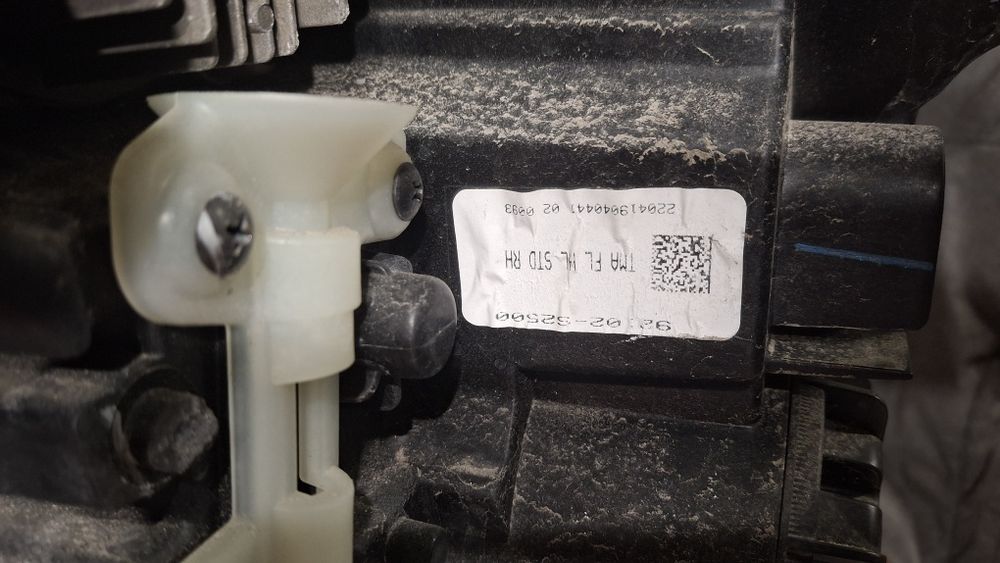 92102-S2500
TMA FL HL STD RH
220419040441 02 0093